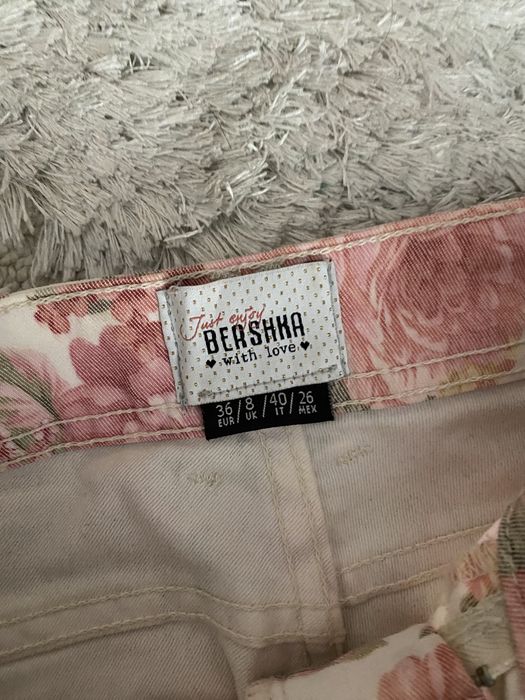 Just enjoy
BERSHKA
♥ with love ♥
36 / 8 / 40 / 26
EUR UK IT MEX